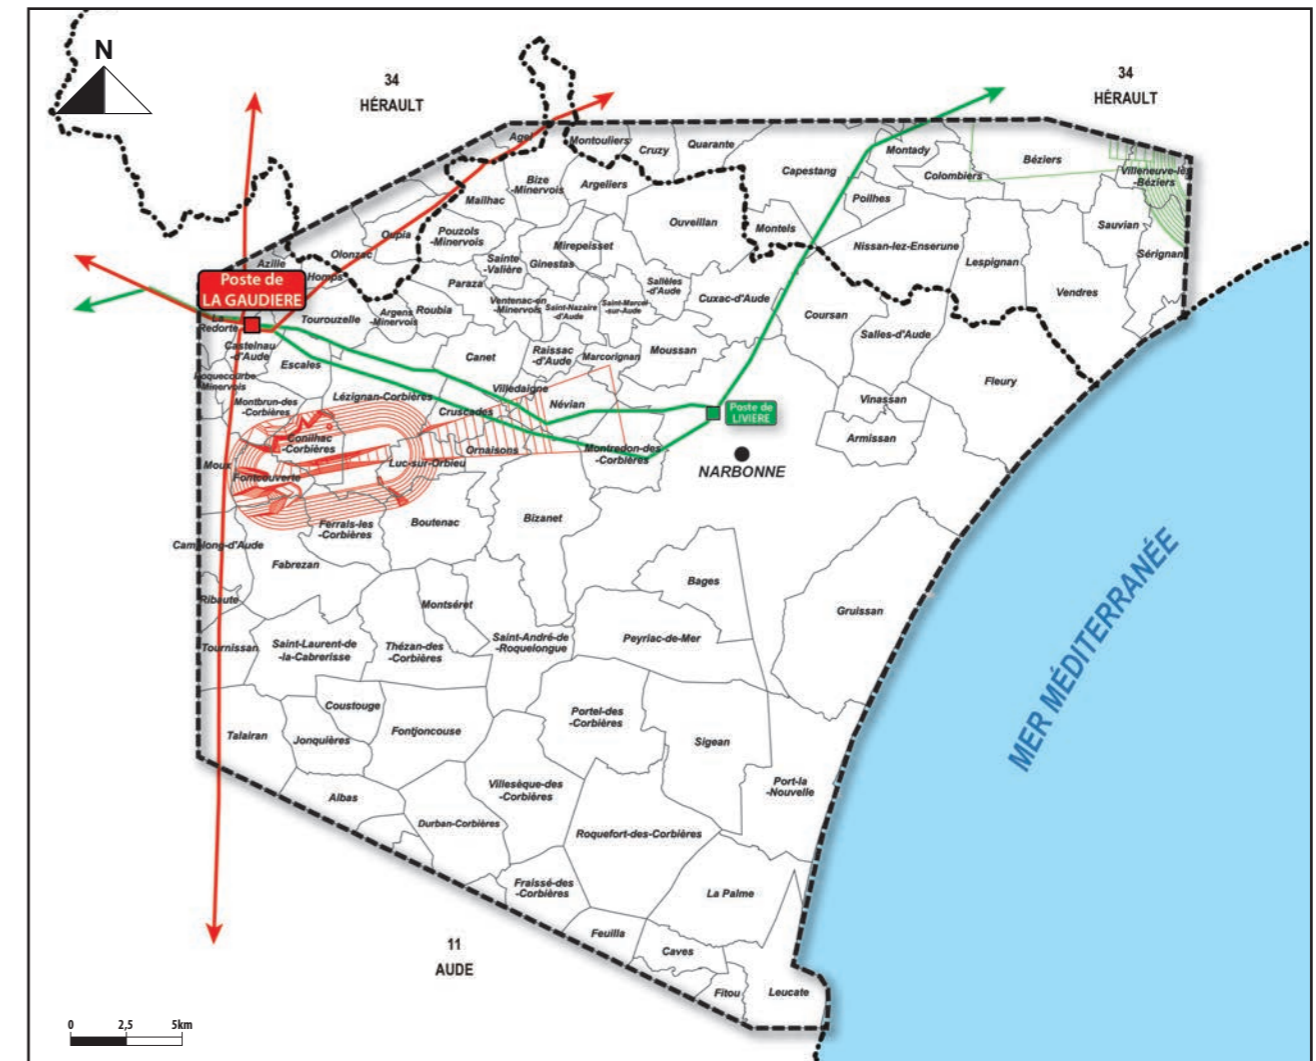 N
34
HÉRAULT
34
HÉRAULT
Agel
Montouliers
Cruzy
Quarante
Capestang
Montady
Colombiers
Béziers
Villeneuve-lès
-Béziers
Bize
-Minervois
Argeliers
Mailhac
Poilhes
Ouveillan
Montels
Sauvian
Sérignan
Oupia
Pouzols
-Minervois
Mirepeisset
Nissan-lez-Enserune
Lespignan
Olonzac
Azille
Homps
Sainte
-Valière
Ginestas
Paraza
Sallèles
-d'Aude
Cuxac-d'Aude
Vendres
Poste de
LA GAUDIERE
La
Redorte
Tourouzelle
Argens
-Minervois
Roubia
Ventenac-en
-Minervois
Saint-Nazaire
-d'Aude
Saint-Marcel
-sur-Aude
Coursan
Salles-d'Aude
Castelnau
-d'Aude
Escales
Canet
Raissac
-d'Aude
Marcorignan
Moussan
Roquecourbe
-Minervois
Villedaigne
Fleury
Montbrun-des
-Corbières
Lézignan-Corbières
Cruscades
Névian
Poste de
LIVIERE
Vinassan
Armissan
Conilhac
-Corbières
Ornaisons
Montredon-des
-Corbières
NARBONNE
Moux
Luc-sur-Orbieu
Fontcouverte
Ferrals-les
-Corbières
Boutenac
Bizanet
Camplong-d'Aude
Fabrezan
Bages
Ribaute
Montséret
Gruissan
Tournissan
Saint-Laurent-de
-la-Cabrerisse
Thézan-des
-Corbières
Saint-André-de
-Roquelongue
Peyriac-de-Mer
MER MÉDITERRANÉE
Coustouge
Portel-des
-Corbières
Talairan
Jonquières
Fontjoncouse
Sigean
Port-la
-Nouvelle
Albas
Villesèque-des
-Corbières
Durban-Corbières
Roquefort-des-Corbières
Fraissé-des
-Corbières
La Palme
Feuilla
Caves
11
AUDE
Fitou
Leucate
0 2,5 5km